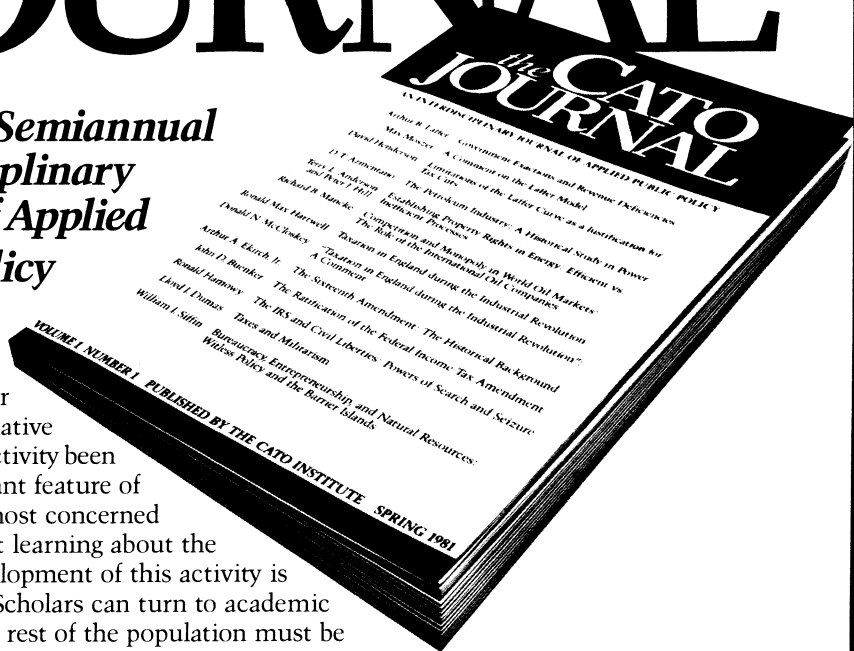 OURNAL
Semiannual
plinary
Applied
icy
the CATO
JOURNAL
AN INTERDISCIPLINARY JOURNAL OF APPLIED PUBLIC POLICY
Arthur B. Laffer Government Exactions and Revenue Deficiencies
Max Moszer A Comment on the Laffer Model
David Henderson Limitations of the Laffer Curve as a Justification for
Tax Cuts
D. T. Armentano The Petroleum Industry: A Historical Study in Power
Terry L. Anderson Establishing Property Rights in Energy: Efficient vs.
and Peter J. Hill Inefficient Processes
Richard B. Mancke Competition and Monopoly in World Oil Markets:
The Role of the International Oil Companies
Ronald Max Hartwell Taxation in England during the Industrial Revolution
Donald N. McCloskey "Taxation in England during the Industrial Revolution":
A Comment
Arthur A. Ekirch Jr. The Sixteenth Amendment: The Historical Background
John D. Buenker The Ratification of the Federal Income Tax Amendment
Ronald Hamowy The IRS and Civil Liberties: Powers of Search and Seizure
Lloyd J. Dumas Taxes and Militarism
William J. Siffin Bureaucracy, Entrepreneurship, and Natural Resources:
Witless Policy and the Barrier Islands
VOLUME 1 NUMBER 1 PUBLISHED BY THE CATO INSTITUTE SPRING 1981
r
ative
ctivity been
ant feature of
most concerned
t learning about the
lopment of this activity is
Scholars can turn to academic
rest of the population must be